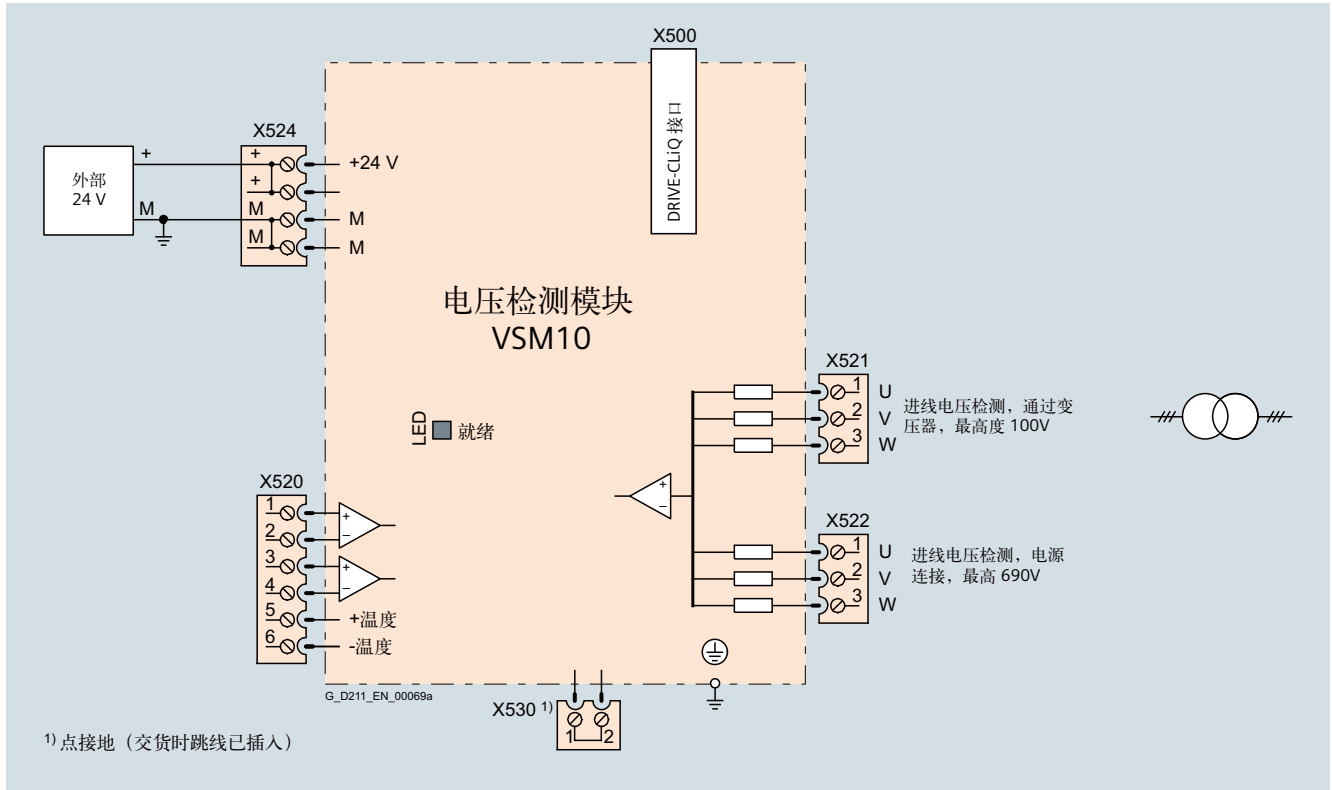 X500
DRIVE-CLiQ 接口
X524
外部
24 V
+
M
+
+
M
M
+24 V
M
M
电压检测模块
VSM10
LED
就绪
X521
1
2
3
U
V
W
进线电压检测，通过变
压器，最高度 100V
X520
1
2
3
4
5
6
+
−
+
−
+温度
-温度
+
−
X522
1
2
3
U
V
W
进线电压检测，电源
连接，最高 690V
G_D211_EN_00069a
X530 1)
1
2
1) 点接地（交货时跳线已插入）